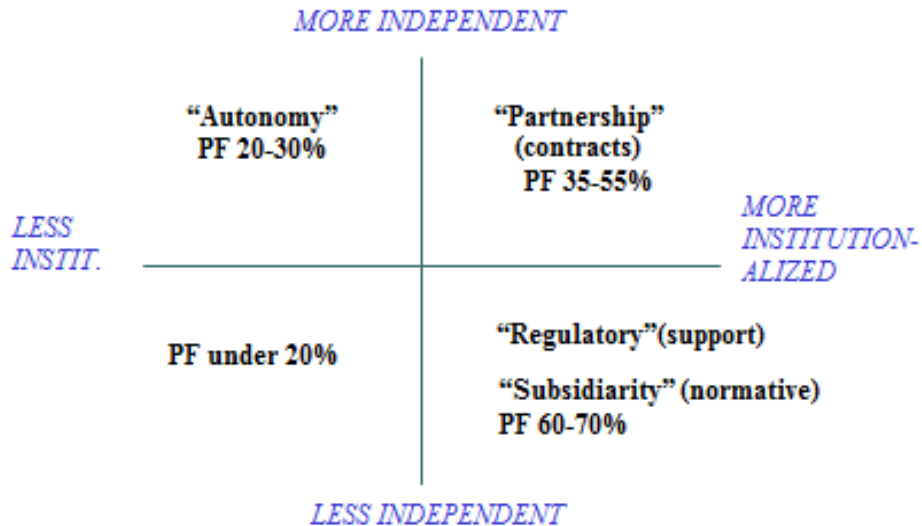 MORE INDEPENDENT
“Autonomy”
PF 20-30%
“Partnership”
(contracts)
PF 35-55%
LESS
INSTIT.
MORE
INSTITUTION-
ALIZED
PF under 20%
“Regulatory”(support)
“Subsidiarity” (normative)
PF 60-70%
LESS INDEPENDENT